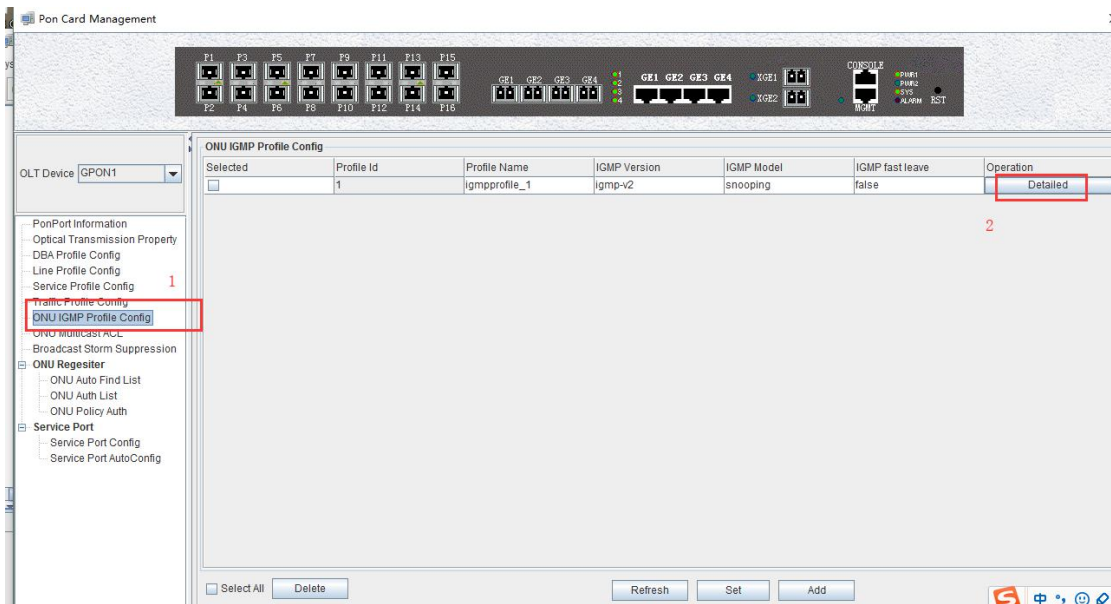 Pon Card Management
P1 P3 P5 P7 P9 P11 P13 P15
P2 P4 P6 P8 P10 P12 P14 P16
GE1 GE2 GE3 GE4
1
2
3
4
GE1 GE2 GE3 GE4
XGE1
XGE2
CONSOLE
MGMT
PWR1
PWR2
SYS
ALARM
RST
OLT Device GPON1
PonPort Information
Optical Transmission Property
DBA Profile Config
Line Profile Config
Service Profile Config
1
Traffic Profile Config
ONU IGMP Profile Config
ONU Multicast ACL
Broadcast Storm Suppression
ONU Regesiter
ONU Auto Find List
ONU Auth List
ONU Policy Auth
Service Port
Service Port Config
Service Port AutoConfig
ONU IGMP Profile Config
Selected Profile Id Profile Name IGMP Version IGMP Model IGMP fast leave Operation
1 igmpprofile_1 igmp-v2 snooping false Detailed
2
Select All Delete Refresh Set Add
中